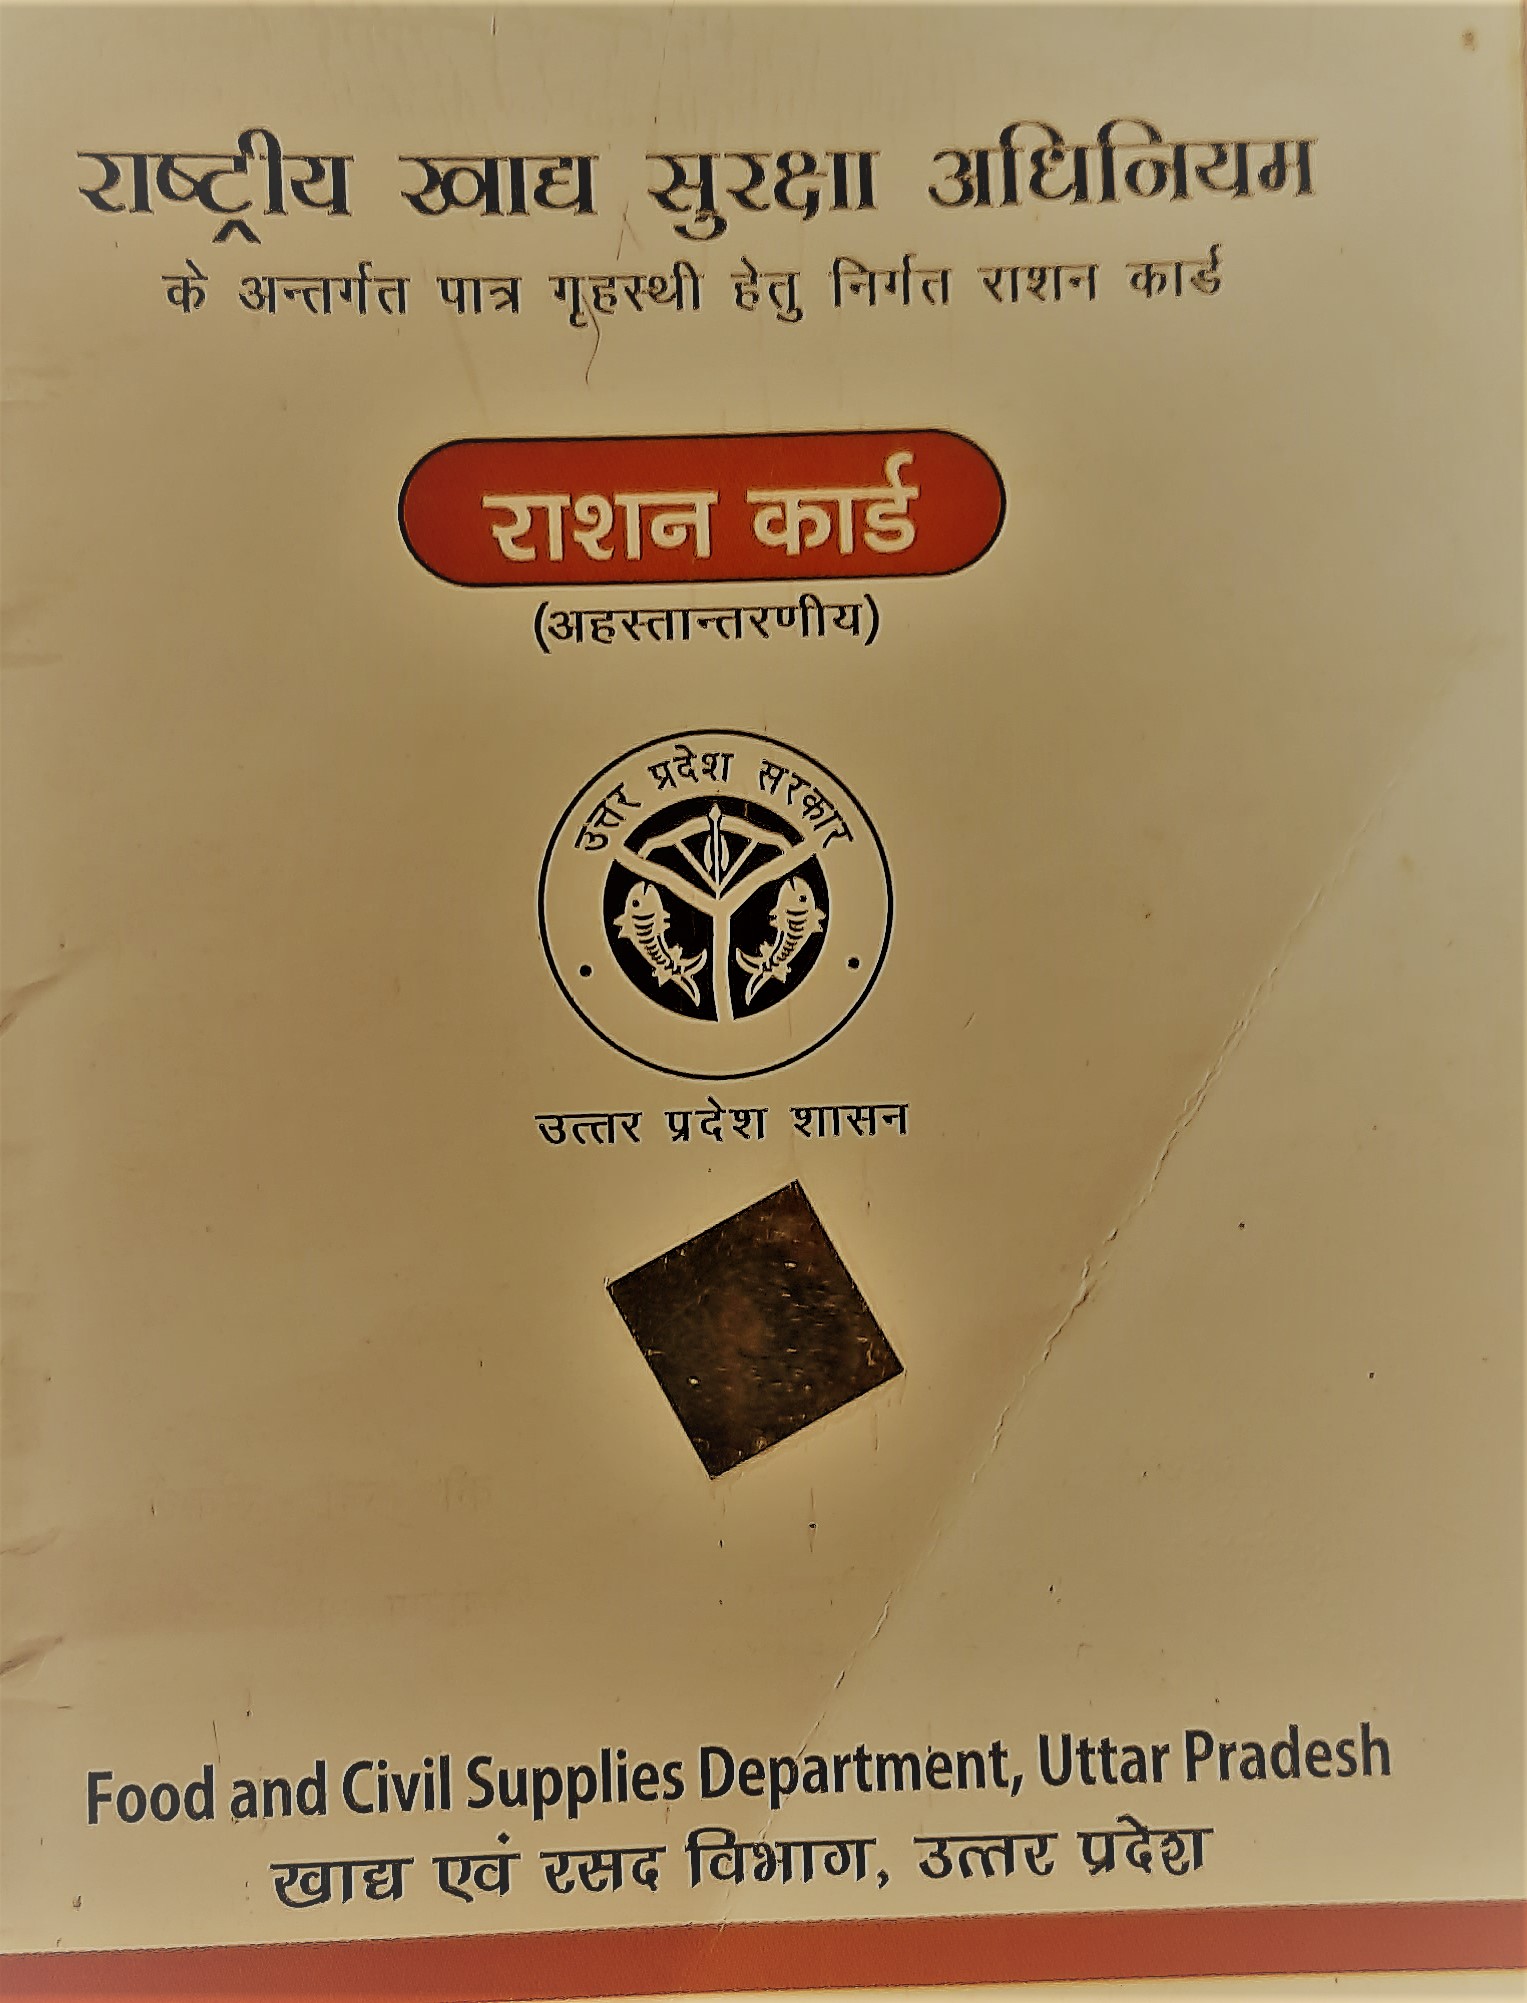 राष्ट्रीय खाद्य सुरक्षा अधिनियम
के अन्तर्गत पात्र गृहस्थी हेतु निर्गत राशन कार्ड
राशन कार्ड
(अहस्तान्तरणीय)
उत्तर प्रदेश सरकार
उत्तर प्रदेश शासन
Food and Civil Supplies Department, Uttar Pradesh
खाद्य एवं रसद विभाग, उत्तर प्रदेश